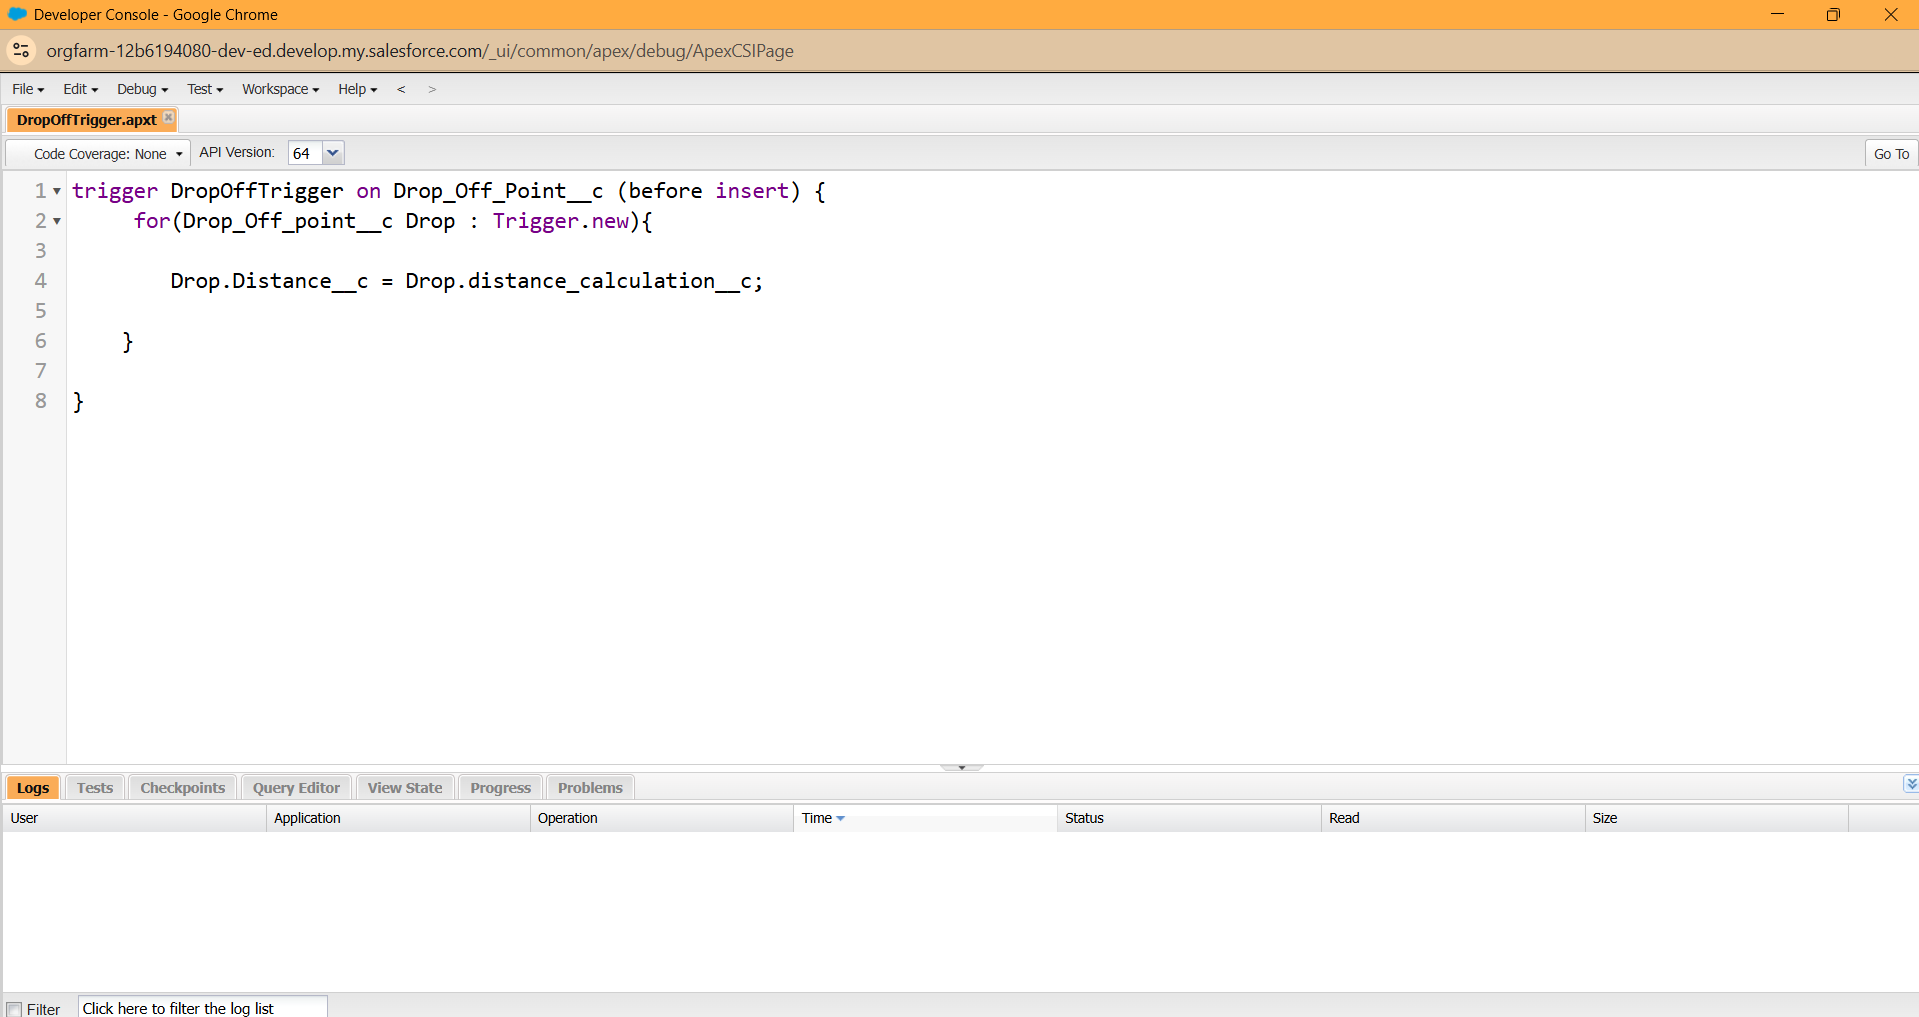 Developer Console - Google Chrome
orgfarm-12b6194080-dev-ed.develop.my.salesforce.com/_ui/common/apex/debug/ApexCSIPage
File Edit Debug Test Workspace Help < >
DropOffTrigger.apxt
Code Coverage: None API Version: 64 Go To
1 trigger DropOffTrigger on Drop_Off_Point__c (before insert) {
2 for(Drop_Off_point__c Drop : Trigger.new){
3
4 Drop.Distance__c = Drop.distance_calculation__c;
5
6 }
7
8 }
Logs Tests Checkpoints Query Editor View State Progress Problems
User Application Operation Time Status Read Size
Filter Click here to filter the log list